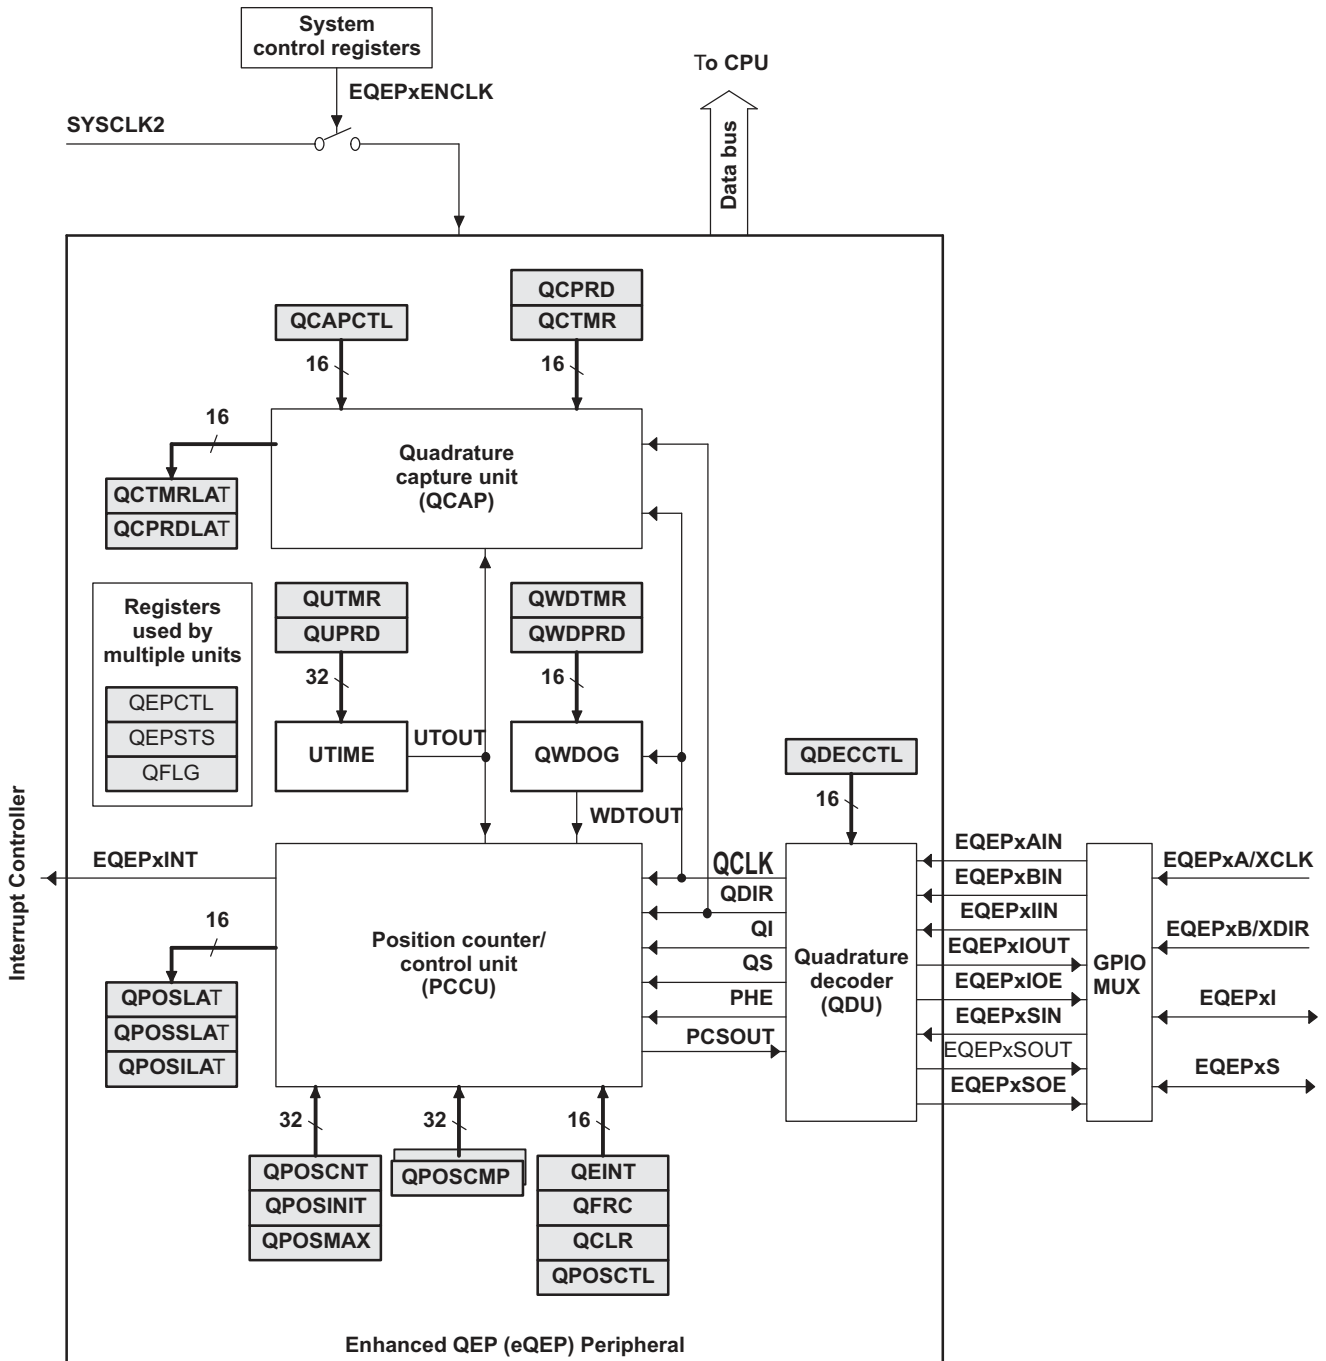 System
control registers
To CPU
EQEPxENCLK
SYSCLK2
Data bus
QCPRD
QCAPCTL
QCTMR
16
16
16
Quadrature
capture unit
(QCAP)
QCTMRLAT
QCPRDLAT
Registers
used by
multiple units
QEPCTL
QEPSTS
QFLG
QUTMR
QUPRD
QWDTMR
QWDPRD
32
16
UTIME
UTOUT
QWDOG
QDECCTL
WDTOUT
16
Interrupt Controller
EQEPxINT
16
Position counter/
control unit
(PCCU)
QPOSLAT
QPOSSLAT
QPOSILAT
QCLK
QDIR
QI
QS
PHE
PCSOUT
Quadrature
decoder
(QDU)
EQEPxAIN
EQEPxBIN
EQEPxIIN
EQEPxIOUT
EQEPxIOE
EQEPxSIN
EQEPxSOUT
EQEPxSOE
GPIO
MUX
EQEPxA/XCLK
EQEPxB/XDIR
EQEPxI
EQEPxS
32
32
16
QPOSCNT
QPOSINIT
QPOSMAX
QPOSCMP
QEINT
QFRC
QCLR
QPOSCTL
Enhanced QEP (eQEP) Peripheral